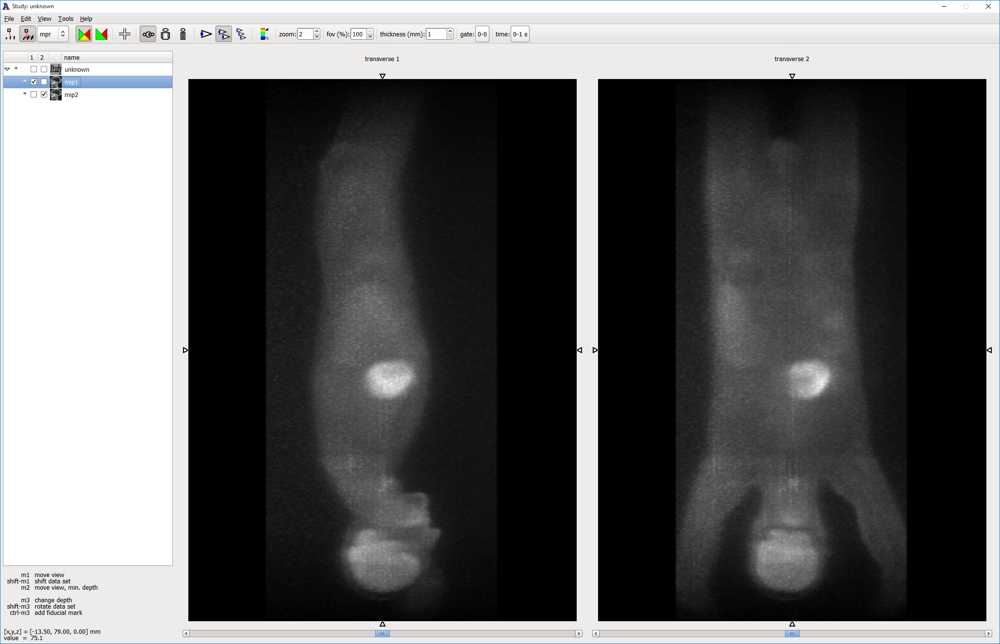 Study: unknown
File Edit View Tools Help
mpr zoom: 2 fov (%): 100 thickness (mm): 1 gate: 0-0 time: 0-1 s
1 2 name
* Study unknown
* mip1
* mip2
transverse 1
transverse 2
m1 move view
shift-m1 shift data set
m2 move view, min. depth
m3 change depth
shift-m3 rotate data set
ctrl-m3 add fiducial mark
[x,y,z] = [-13.50, 79.00, 0.00] mm
value = 75.1